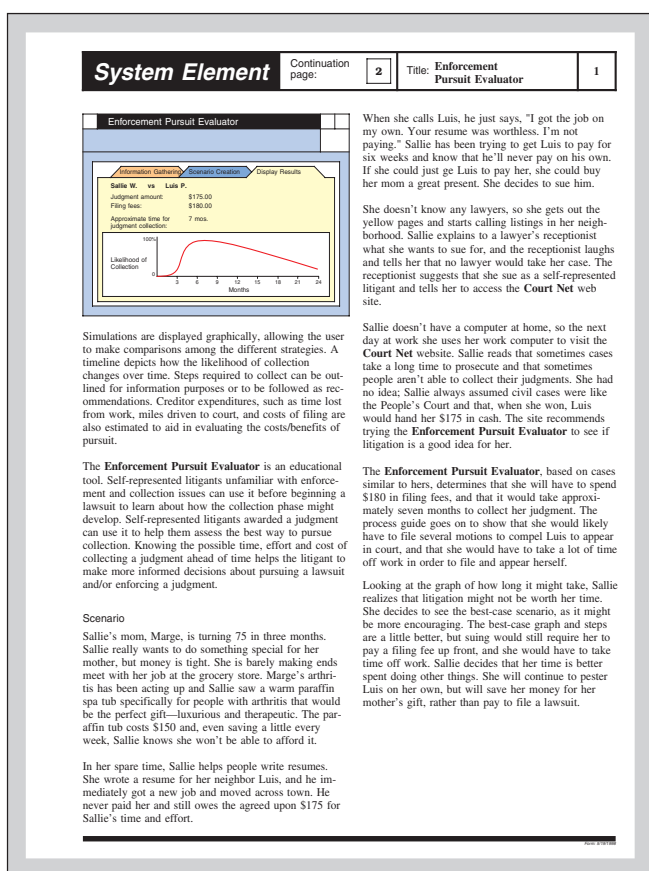 System Element
Continuation
page:
2
Title: Enforcement
Pursuit Evaluator
1
Enforcement Pursuit Evaluator
Information Gathering
Scenario Creation
Display Results
Sallie W. vs Luis P.
Judgment amount: $175.00
Filing fees: $180.00
Approximate time for 7 mos.
judgment collection:
100%
Likelihood of
Collection
0
3 6 9 12 15 18 21 24
Months
Simulations are displayed graphically, allowing the user
to make comparisons among the different strategies. A
timeline depicts how the likelihood of collection
changes over time. Steps required to collect can be out-
lined for information purposes or to be followed as rec-
ommendations. Creditor expenditures, such as time lost
from work, miles driven to court, and costs of filing are
also estimated to aid in evaluating the costs/benefits of
pursuit.
The Enforcement Pursuit Evaluator is an educational
tool. Self-represented litigants unfamiliar with enforce-
ment and collection issues can use it before beginning a
lawsuit to learn about how the collection phase might
develop. Self-represented litigants awarded a judgment
can use it to help them assess the best way to pursue
collection. Knowing the possible time, effort and cost of
collecting a judgment ahead of time helps the litigant to
make more informed decisions about pursuing a lawsuit
and/or enforcing a judgment.
Scenario
Sallie's mom, Marge, is turning 75 in three months.
Sallie really wants to do something special for her
mother, but money is tight. She is barely making ends
meet with her job at the grocery store. Marge's arthri-
tis has been acting up and Sallie saw a warm paraffin
spa tub specifically for people with arthritis that would
be the perfect gift—luxurious and therapeutic. The par-
affin tub costs $150 and, even saving a little every
week, Sallie knows she won't be able to afford it.
In her spare time, Sallie helps people write resumes.
She wrote a resume for her neighbor Luis, and he im-
mediately got a new job and moved across town. He
never paid her and still owes the agreed upon $175 for
Sallie's time and effort.
When she calls Luis, he just says, "I got the job on
my own. Your resume was worthless. I'm not
paying." Sallie has been trying to get Luis to pay for
six weeks and know that he'll never pay on his own.
If she could just ge Luis to pay her, she could buy
her mom a great present. She decides to sue him.
She doesn't know any lawyers, so she gets out the
yellow pages and starts calling listings in her neigh-
borhood. Sallie explains to a lawyer's receptionist
what she wants to sue for, and the receptionist laughs
and tells her that no lawyer would take her case. The
receptionist suggests that she sue as a self-represented
litigant and tells her to access the Court Net web
site.
Sallie doesn't have a computer at home, so the next
day at work she uses her work computer to visit the
Court Net website. Sallie reads that sometimes cases
take a long time to prosecute and that sometimes
people aren't able to collect their judgments. She had
no idea; Sallie always assumed civil cases were like
the People's Court and that, when she won, Luis
would hand her $175 in cash. The site recommends
trying the Enforcement Pursuit Evaluator to see if
litigation is a good idea for her.
The Enforcement Pursuit Evaluator, based on cases
similar to hers, determines that she will have to spend
$180 in filing fees, and that it would take approxi-
mately seven months to collect her judgment. The
process guide goes on to show that she would likely
have to file several motions to compel Luis to appear
in court, and that she would have to take a lot of time
off work in order to file and appear herself.
Looking at the graph of how long it might take, Sallie
realizes that litigation might not be worth her time.
She decides to see the best-case scenario, as it might
be more encouraging. The best-case graph and steps
are a little better, but suing would still require her to
pay a filing fee up front, and she would have to take
time off work. Sallie decides that her time is better
spent doing other things. She will continue to pester
Luis on her own, but will save her money for her
mother's gift, rather than pay to file a lawsuit.